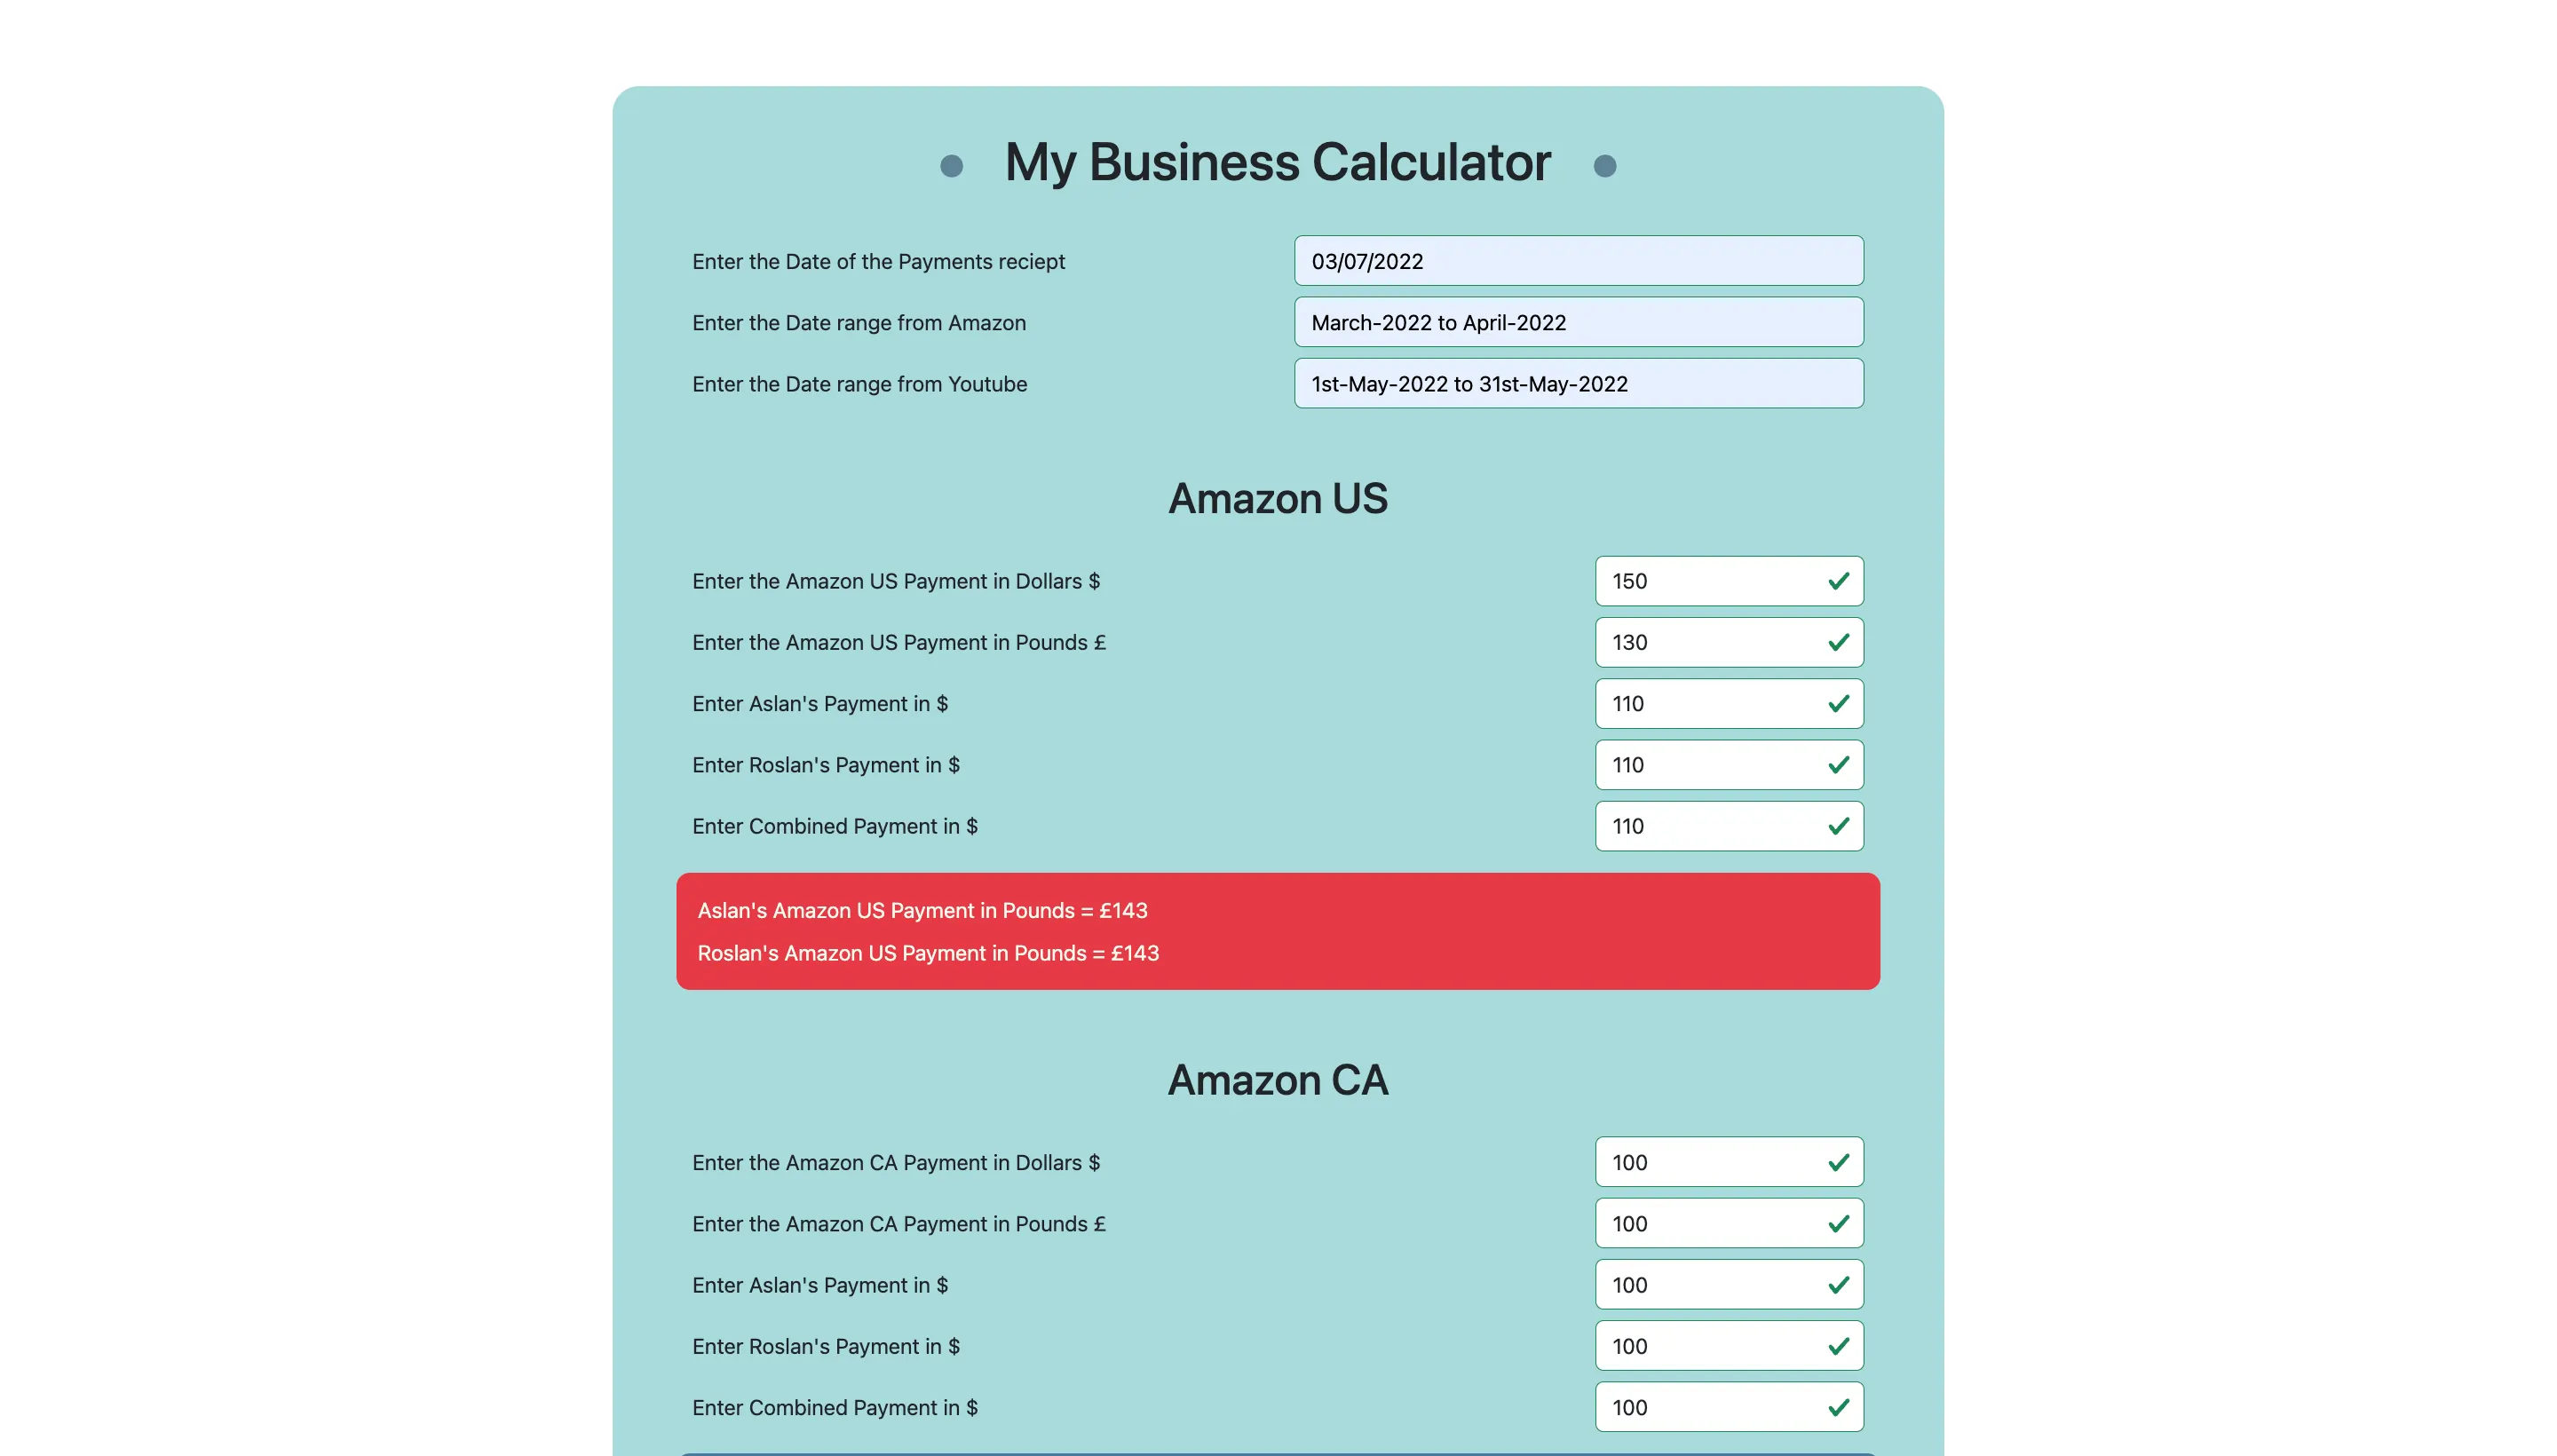 My Business Calculator
Enter the Date of the Payments reciept 03/07/2022
Enter the Date range from Amazon March-2022 to April-2022
Enter the Date range from Youtube 1st-May-2022 to 31st-May-2022
Amazon US
Enter the Amazon US Payment in Dollars $ 150
Enter the Amazon US Payment in Pounds £ 130
Enter Aslan's Payment in $ 110
Enter Roslan's Payment in $ 110
Enter Combined Payment in $ 110
Aslan's Amazon US Payment in Pounds = £143
Roslan's Amazon US Payment in Pounds = £143
Amazon CA
Enter the Amazon CA Payment in Dollars $ 100
Enter the Amazon CA Payment in Pounds £ 100
Enter Aslan's Payment in $ 100
Enter Roslan's Payment in $ 100
Enter Combined Payment in $ 100